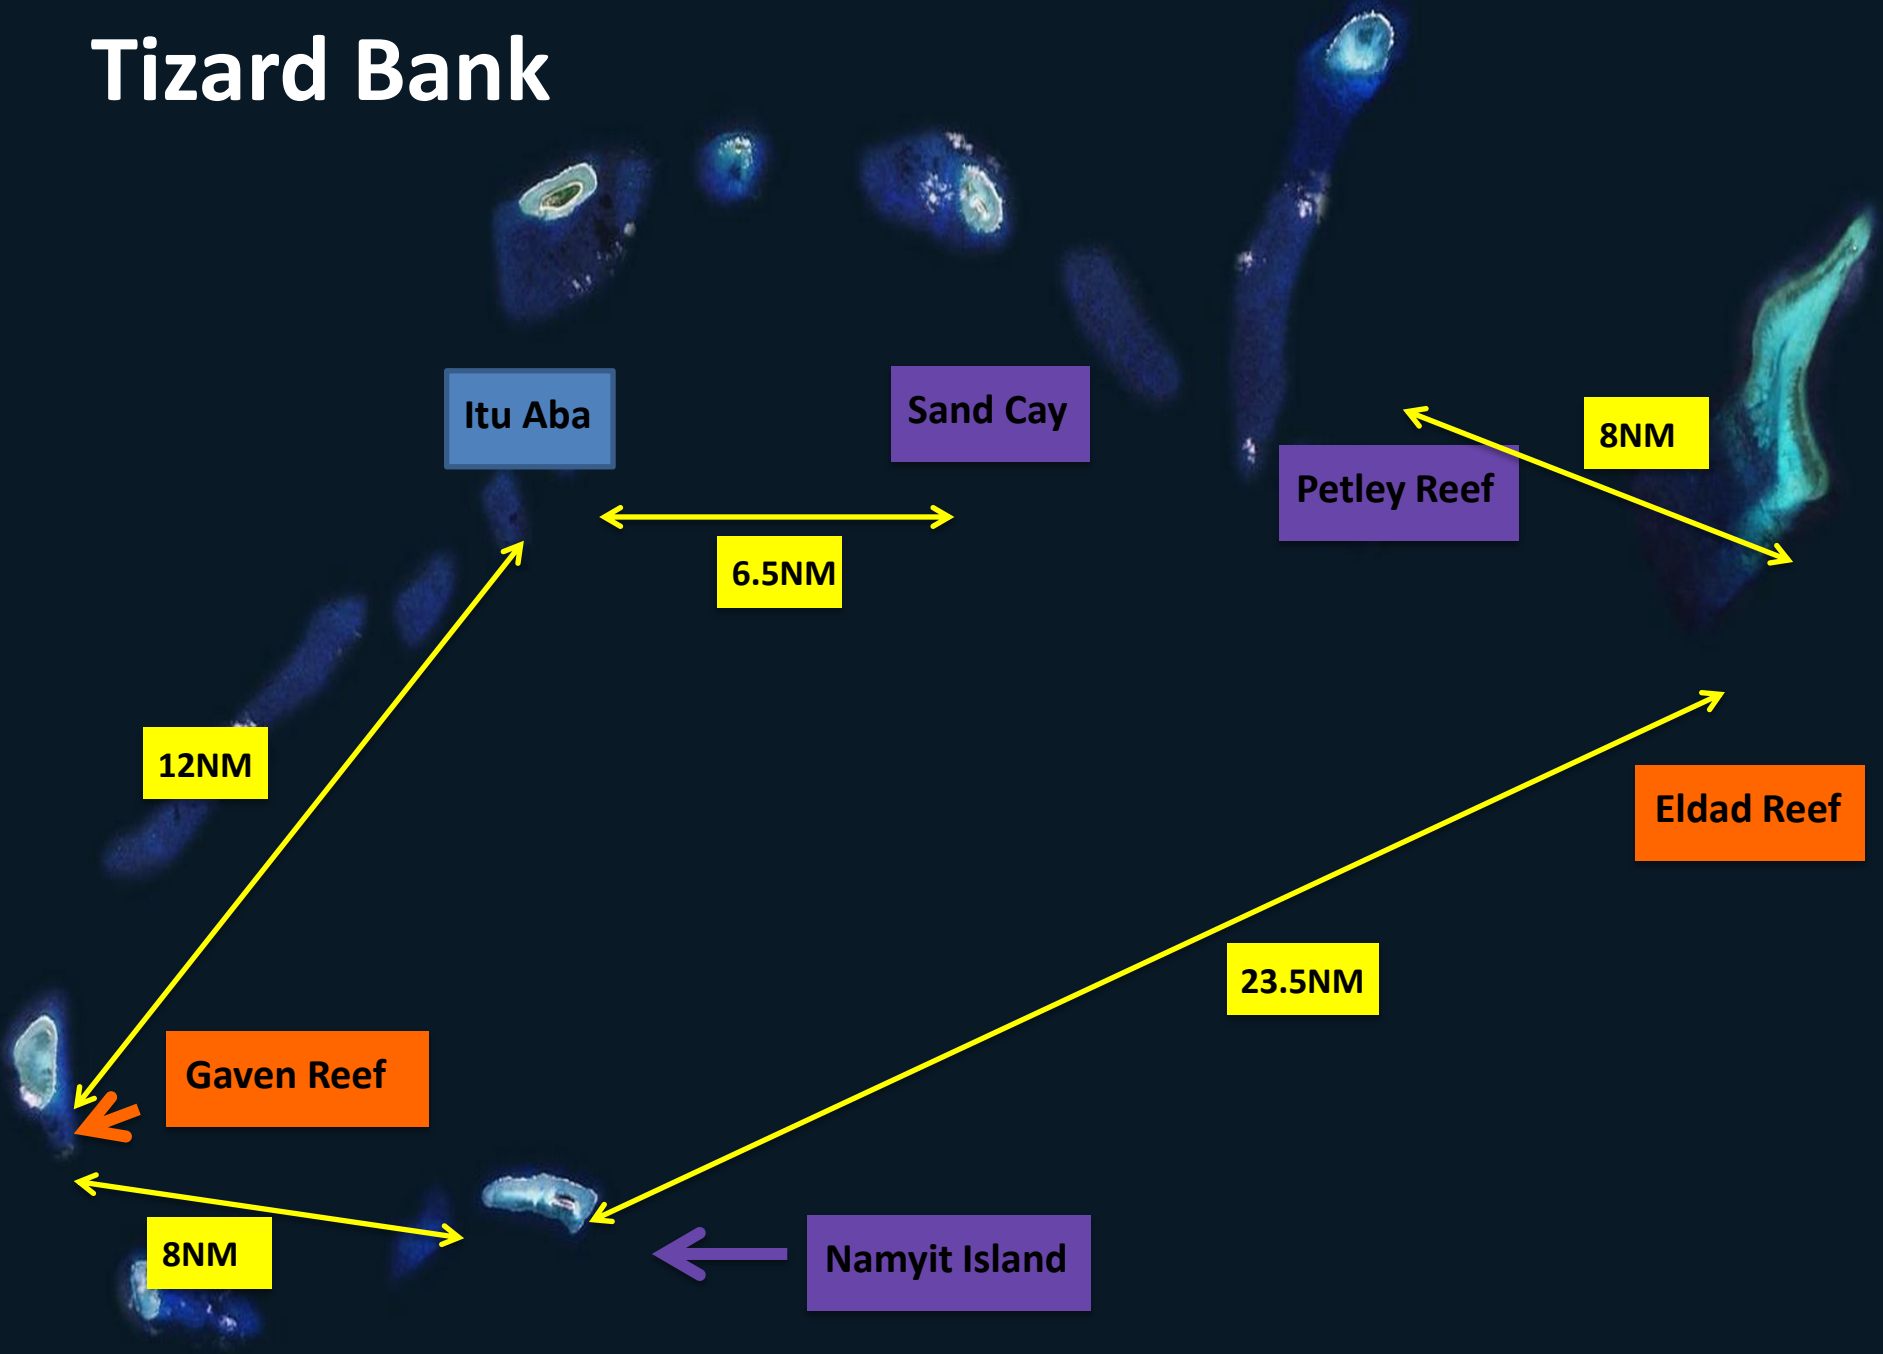 Tizard Bank
Itu Aba
Sand Cay
8NM
Petley Reef
6.5NM
12NM
Eldad Reef
23.5NM
Gaven Reef
8NM
Namyit Island